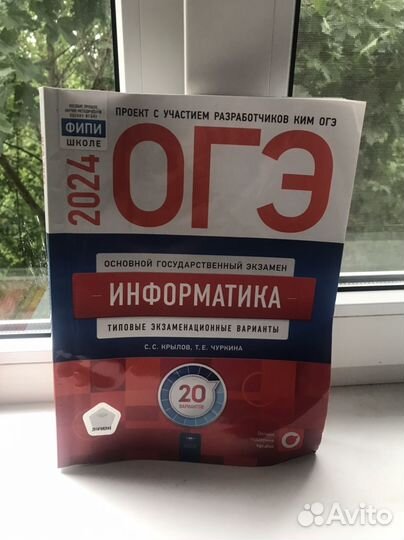 ПРОЕКТ С УЧАСТИЕМ РАЗРАБОТЧИКОВ КИМ ОГЭ
ФИПИ
ШКОЛЕ
2024
ОГЭ
ОСНОВНОЙ ГОСУДАРСТВЕННЫЙ ЭКЗАМЕН
ИНФОРМАТИКА
ТИПОВЫЕ ЭКЗАМЕНАЦИОННЫЕ ВАРИАНТЫ
С. С. КРЫЛОВ, Т. Е. ЧУРКИНА
20
ВАРИАНТОВ
Avito